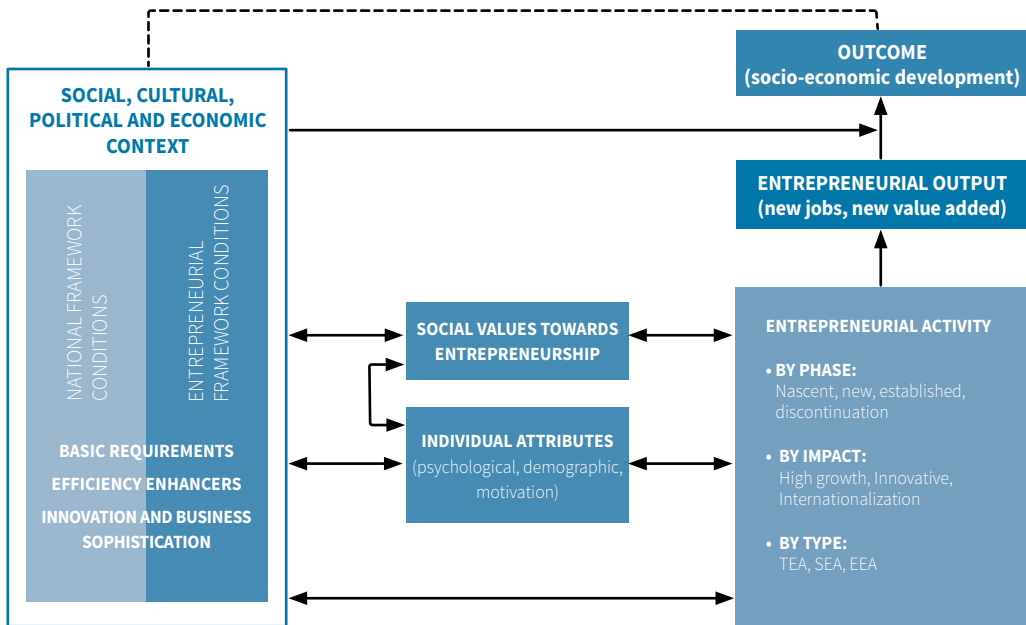 SOCIAL, CULTURAL,
POLITICAL AND ECONOMIC
CONTEXT
NATIONAL FRAMEWORK
CONDITIONS
ENTREPRENEURIAL
FRAMEWORK CONDITIONS
BASIC REQUIREMENTS
EFFICIENCY ENHANCERS
INNOVATION AND BUSINESS
SOPHISTICATION
SOCIAL VALUES TOWARDS
ENTREPRENEURSHIP
INDIVIDUAL ATTRIBUTES
(psychological, demographic,
motivation)
OUTCOME
(socio-economic development)
ENTREPRENEURIAL OUTPUT
(new jobs, new value added)
ENTREPRENEURIAL ACTIVITY
• BY PHASE:
Nascent, new, established,
discontinuation
• BY IMPACT:
High growth, Innovative,
Internationalization
• BY TYPE:
TEA, SEA, EEA